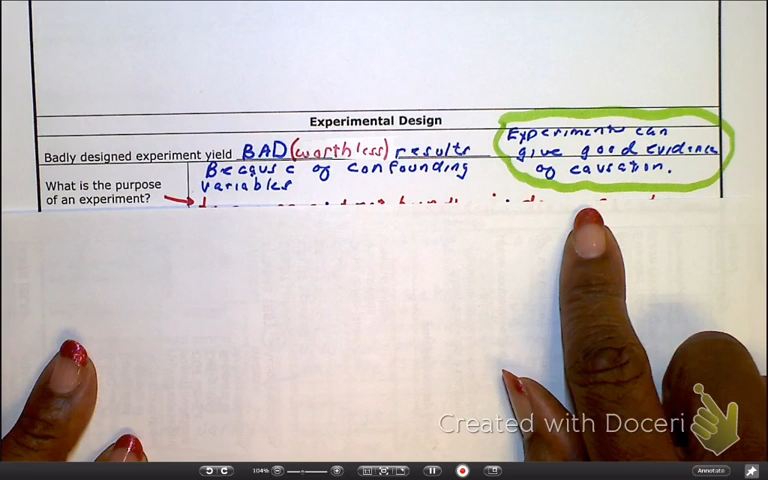 Experimental Design
Experiments can
give good evidence
of causation.
Badly designed experiment yield BAD (worthless) results
Because of confounding
variables
What is the purpose
of an experiment?
Created with Doceri
104%
Annotate